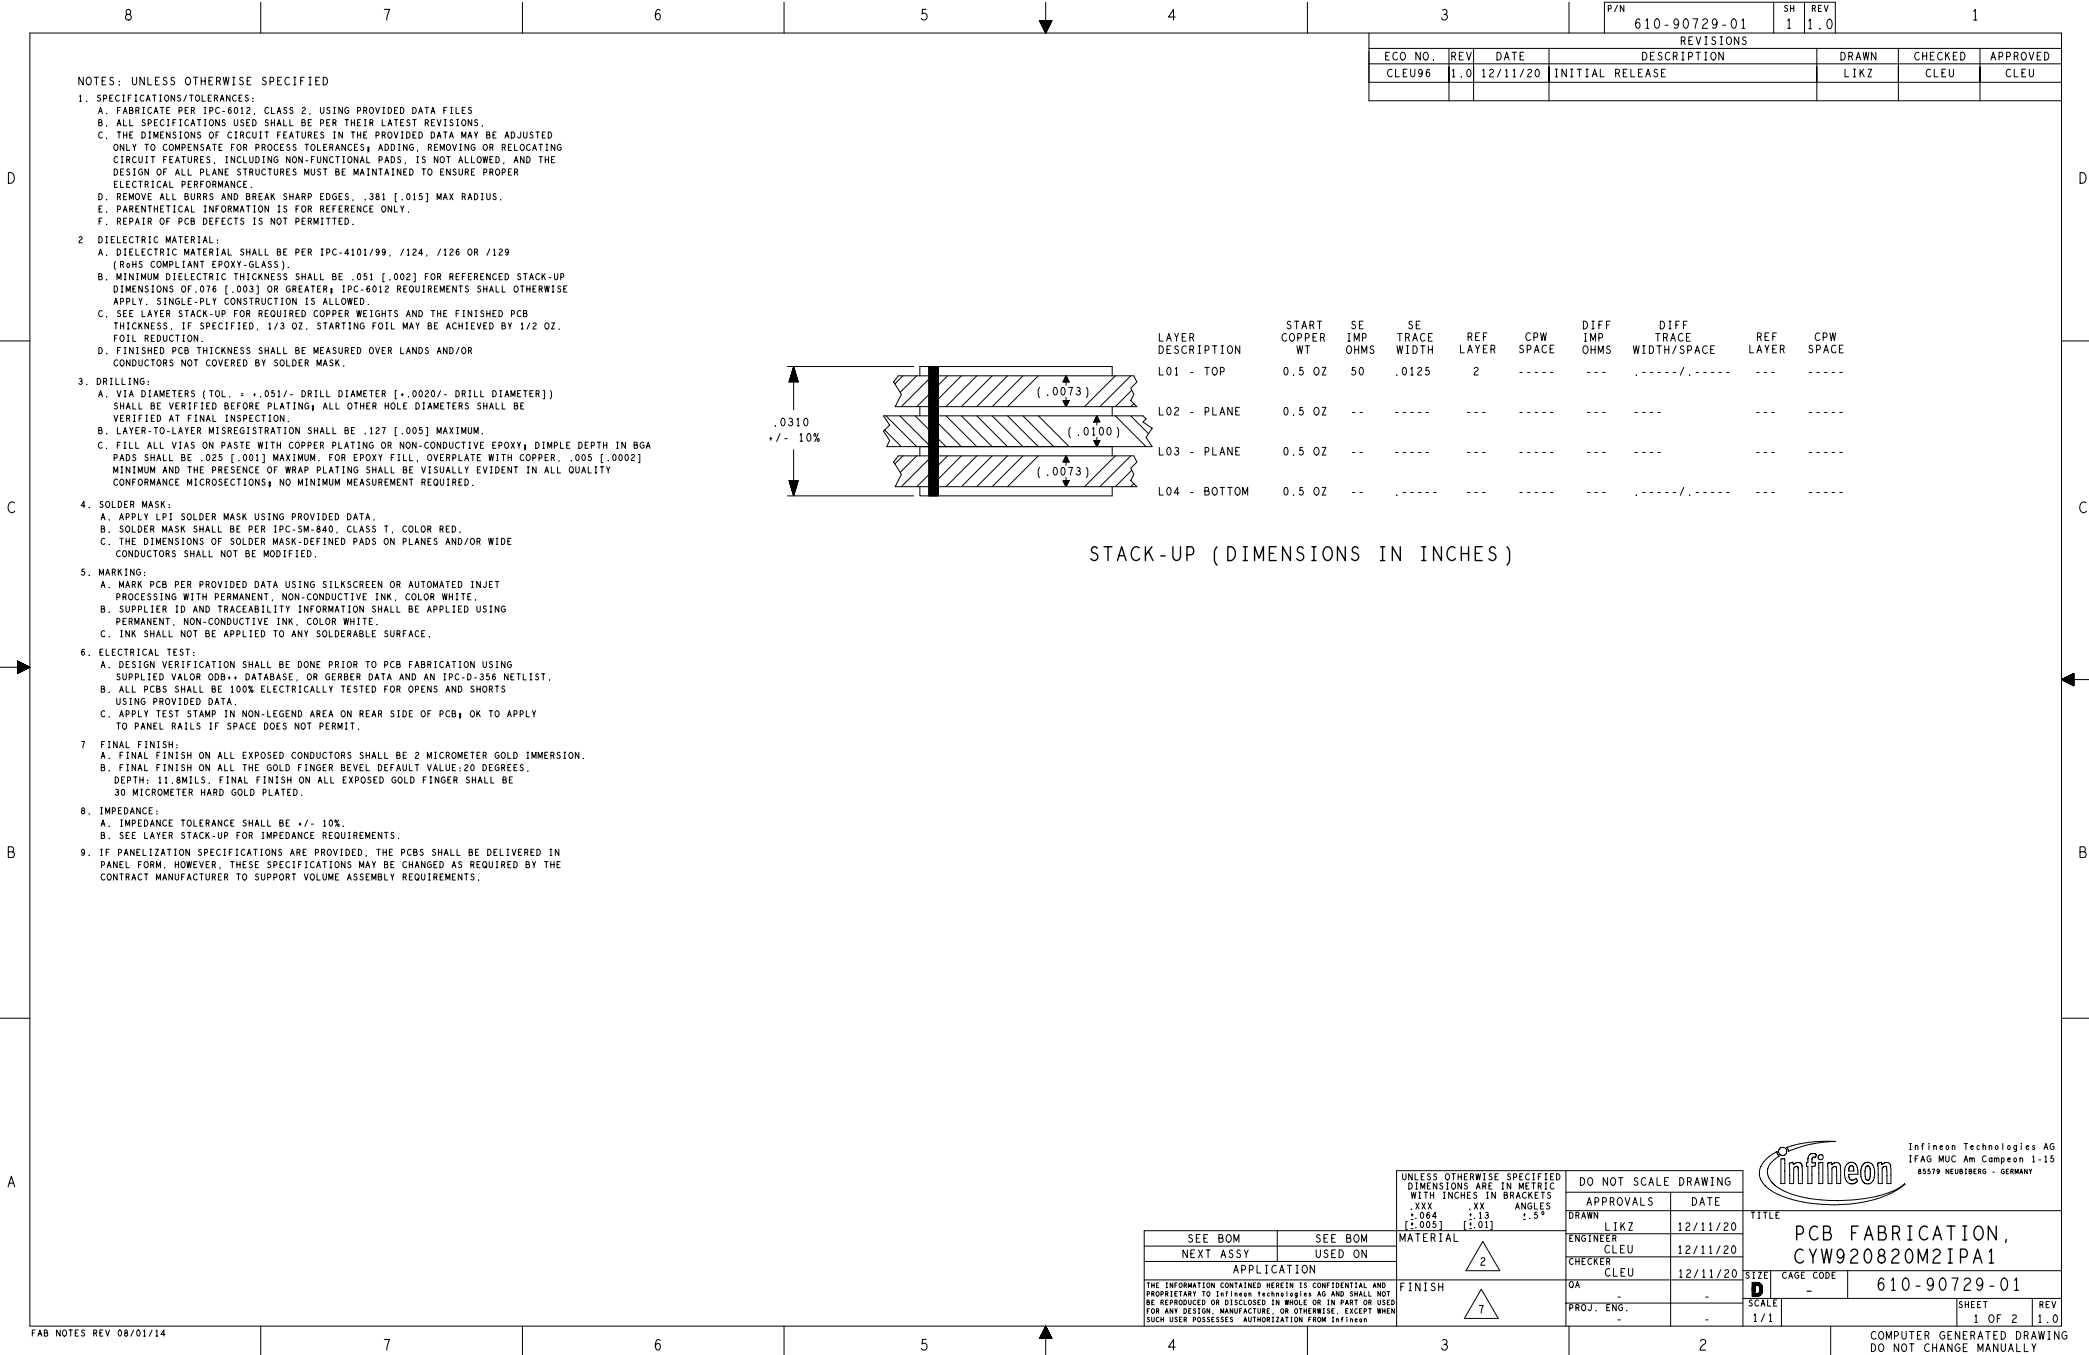 8 7 6 5 4 3 1
P/N 610-90729-01 SH 1 REV 1.0
REVISIONS
ECO NO. REV DATE DESCRIPTION DRAWN CHECKED APPROVED
CLEU96 1.0 12/11/20 INITIAL RELEASE LIKZ CLEU CLEU
NOTES: UNLESS OTHERWISE SPECIFIED
1. SPECIFICATIONS/TOLERANCES:
A. FABRICATE PER IPC-6012, CLASS 2, USING PROVIDED DATA FILES
B. ALL SPECIFICATIONS USED SHALL BE PER THEIR LATEST REVISIONS.
C. THE DIMENSIONS OF CIRCUIT FEATURES IN THE PROVIDED DATA MAY BE ADJUSTED
ONLY TO COMPENSATE FOR PROCESS TOLERANCES; ADDING, REMOVING OR RELOCATING
CIRCUIT FEATURES, INCLUDING NON-FUNCTIONAL PADS, IS NOT ALLOWED, AND THE
DESIGN OF ALL PLANE STRUCTURES MUST BE MAINTAINED TO ENSURE PROPER
ELECTRICAL PERFORMANCE.
D. REMOVE ALL BURRS AND BREAK SHARP EDGES, .381 [.015] MAX RADIUS.
E. PARENTHETICAL INFORMATION IS FOR REFERENCE ONLY.
F. REPAIR OF PCB DEFECTS IS NOT PERMITTED.
2 DIELECTRIC MATERIAL:
A. DIELECTRIC MATERIAL SHALL BE PER IPC-4101/99, /124, /126 OR /129
(RoHS COMPLIANT EPOXY-GLASS).
B. MINIMUM DIELECTRIC THICKNESS SHALL BE .051 [.002] FOR REFERENCED STACK-UP
DIMENSIONS OF.076 [.003] OR GREATER; IPC-6012 REQUIREMENTS SHALL OTHERWISE
APPLY. SINGLE-PLY CONSTRUCTION IS ALLOWED.
C. SEE LAYER STACK-UP FOR REQUIRED COPPER WEIGHTS AND THE FINISHED PCB
THICKNESS. IF SPECIFIED, 1/3 OZ. STARTING FOIL MAY BE ACHIEVED BY 1/2 OZ.
FOIL REDUCTION.
D. FINISHED PCB THICKNESS SHALL BE MEASURED OVER LANDS AND/OR
CONDUCTORS NOT COVERED BY SOLDER MASK.
3. DRILLING:
A. VIA DIAMETERS (TOL. = +.051/- DRILL DIAMETER [+.0020/- DRILL DIAMETER])
SHALL BE VERIFIED BEFORE PLATING; ALL OTHER HOLE DIAMETERS SHALL BE
VERIFIED AT FINAL INSPECTION.
B. LAYER-TO-LAYER MISREGISTRATION SHALL BE .127 [.005] MAXIMUM.
C. FILL ALL VIAS ON PASTE WITH COPPER PLATING OR NON-CONDUCTIVE EPOXY; DIMPLE DEPTH IN BGA
PADS SHALL BE .025 [.001] MAXIMUM. FOR EPOXY FILL, OVERPLATE WITH COPPER, .005 [.0002]
MINIMUM AND THE PRESENCE OF WRAP PLATING SHALL BE VISUALLY EVIDENT IN ALL QUALITY
CONFORMANCE MICROSECTIONS; NO MINIMUM MEASUREMENT REQUIRED.
4. SOLDER MASK:
A. APPLY LPI SOLDER MASK USING PROVIDED DATA.
B. SOLDER MASK SHALL BE PER IPC-SM-840, CLASS T, COLOR RED.
C. THE DIMENSIONS OF SOLDER MASK-DEFINED PADS ON PLANES AND/OR WIDE
CONDUCTORS SHALL NOT BE MODIFIED.
5. MARKING:
A. MARK PCB PER PROVIDED DATA USING SILKSCREEN OR AUTOMATED INJET
PROCESSING WITH PERMANENT, NON-CONDUCTIVE INK, COLOR WHITE.
B. SUPPLIER ID AND TRACEABILITY INFORMATION SHALL BE APPLIED USING
PERMANENT, NON-CONDUCTIVE INK, COLOR WHITE.
C. INK SHALL NOT BE APPLIED TO ANY SOLDERABLE SURFACE.
6. ELECTRICAL TEST:
A. DESIGN VERIFICATION SHALL BE DONE PRIOR TO PCB FABRICATION USING
SUPPLIED VALOR ODB++ DATABASE, OR GERBER DATA AND AN IPC-D-356 NETLIST.
B. ALL PCBS SHALL BE 100% ELECTRICALLY TESTED FOR OPENS AND SHORTS
USING PROVIDED DATA.
C. APPLY TEST STAMP IN NON-LEGEND AREA ON REAR SIDE OF PCB; OK TO APPLY
TO PANEL RAILS IF SPACE DOES NOT PERMIT.
7 FINAL FINISH:
A. FINAL FINISH ON ALL EXPOSED CONDUCTORS SHALL BE 2 MICROMETER GOLD IMMERSION.
B. FINAL FINISH ON ALL THE GOLD FINGER BEVEL DEFAULT VALUE:20 DEGREES,
DEPTH: 11.8MILS. FINAL FINISH ON ALL EXPOSED GOLD FINGER SHALL BE
30 MICROMETER HARD GOLD PLATED.
8. IMPEDANCE:
A. IMPEDANCE TOLERANCE SHALL BE +/- 10%.
B. SEE LAYER STACK-UP FOR IMPEDANCE REQUIREMENTS.
9. IF PANELIZATION SPECIFICATIONS ARE PROVIDED, THE PCBS SHALL BE DELIVERED IN
PANEL FORM. HOWEVER, THESE SPECIFICATIONS MAY BE CHANGED AS REQUIRED BY THE
CONTRACT MANUFACTURER TO SUPPORT VOLUME ASSEMBLY REQUIREMENTS.
D D
C C
B B
A
.0310
+/- 10%
(.0073)
(.0100)
(.0073)
START SE SE DIFF DIFF
LAYER COPPER IMP TRACE REF CPW IMP TRACE REF CPW
DESCRIPTION WT OHMS WIDTH LAYER SPACE OHMS WIDTH/SPACE LAYER SPACE
L01 - TOP 0.5 OZ 50 .0125 2 ----- --- .-----/.----- --- -----
L02 - PLANE 0.5 OZ -- ----- --- ----- --- ---- --- -----
L03 - PLANE 0.5 OZ -- ----- --- ----- --- ---- --- -----
L04 - BOTTOM 0.5 OZ -- .----- --- ----- --- .-----/.----- --- -----
STACK-UP (DIMENSIONS IN INCHES)
infineon
Infineon Technologies AG
IFAG MUC Am Campeon 1-15
85579 NEUBIBERG - GERMANY
UNLESS OTHERWISE SPECIFIED
DIMENSIONS ARE IN METRIC
WITH INCHES IN BRACKETS
.XXX .XX ANGLES
±.064 ±.13 ±.5°
[±.005] [±.01]
MATERIAL 2
FINISH 7
DO NOT SCALE DRAWING
APPROVALS DATE
DRAWN LIKZ 12/11/20
ENGINEER CLEU 12/11/20
CHECKER CLEU 12/11/20
QA - -
PROJ. ENG. - -
SEE BOM SEE BOM
NEXT ASSY USED ON
APPLICATION
THE INFORMATION CONTAINED HEREIN IS CONFIDENTIAL AND
PROPRIETARY TO Infineon technologies AG AND SHALL NOT
BE REPRODUCED OR DISCLOSED IN WHOLE OR IN PART OR USED
FOR ANY DESIGN, MANUFACTURE, OR OTHERWISE, EXCEPT WHEN
SUCH USER POSSESSES AUTHORIZATION FROM Infineon
TITLE
PCB FABRICATION,
CYW920820M2IPA1
SIZE D CAGE CODE - 610-90729-01
SCALE 1/1 SHEET 1 OF 2 REV 1.0
FAB NOTES REV 08/01/14
7 6 5 4 3 2
COMPUTER GENERATED DRAWING
DO NOT CHANGE MANUALLY